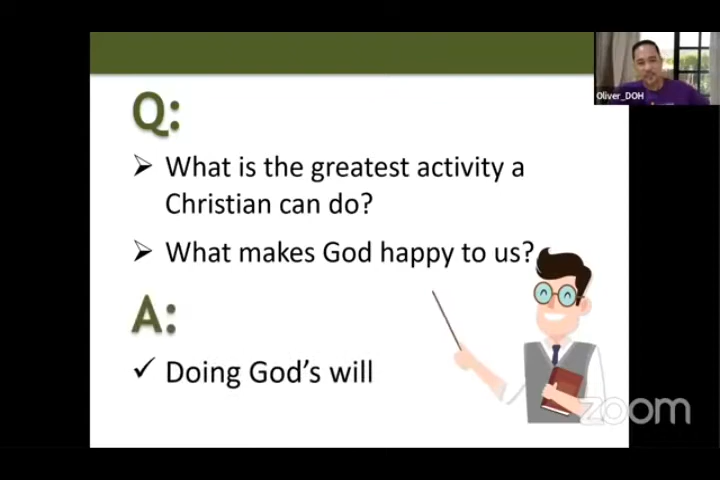 Oliver_DOH
Q:
What is the greatest activity a
Christian can do?
What makes God happy to us?
A:
Doing God's will
zoom